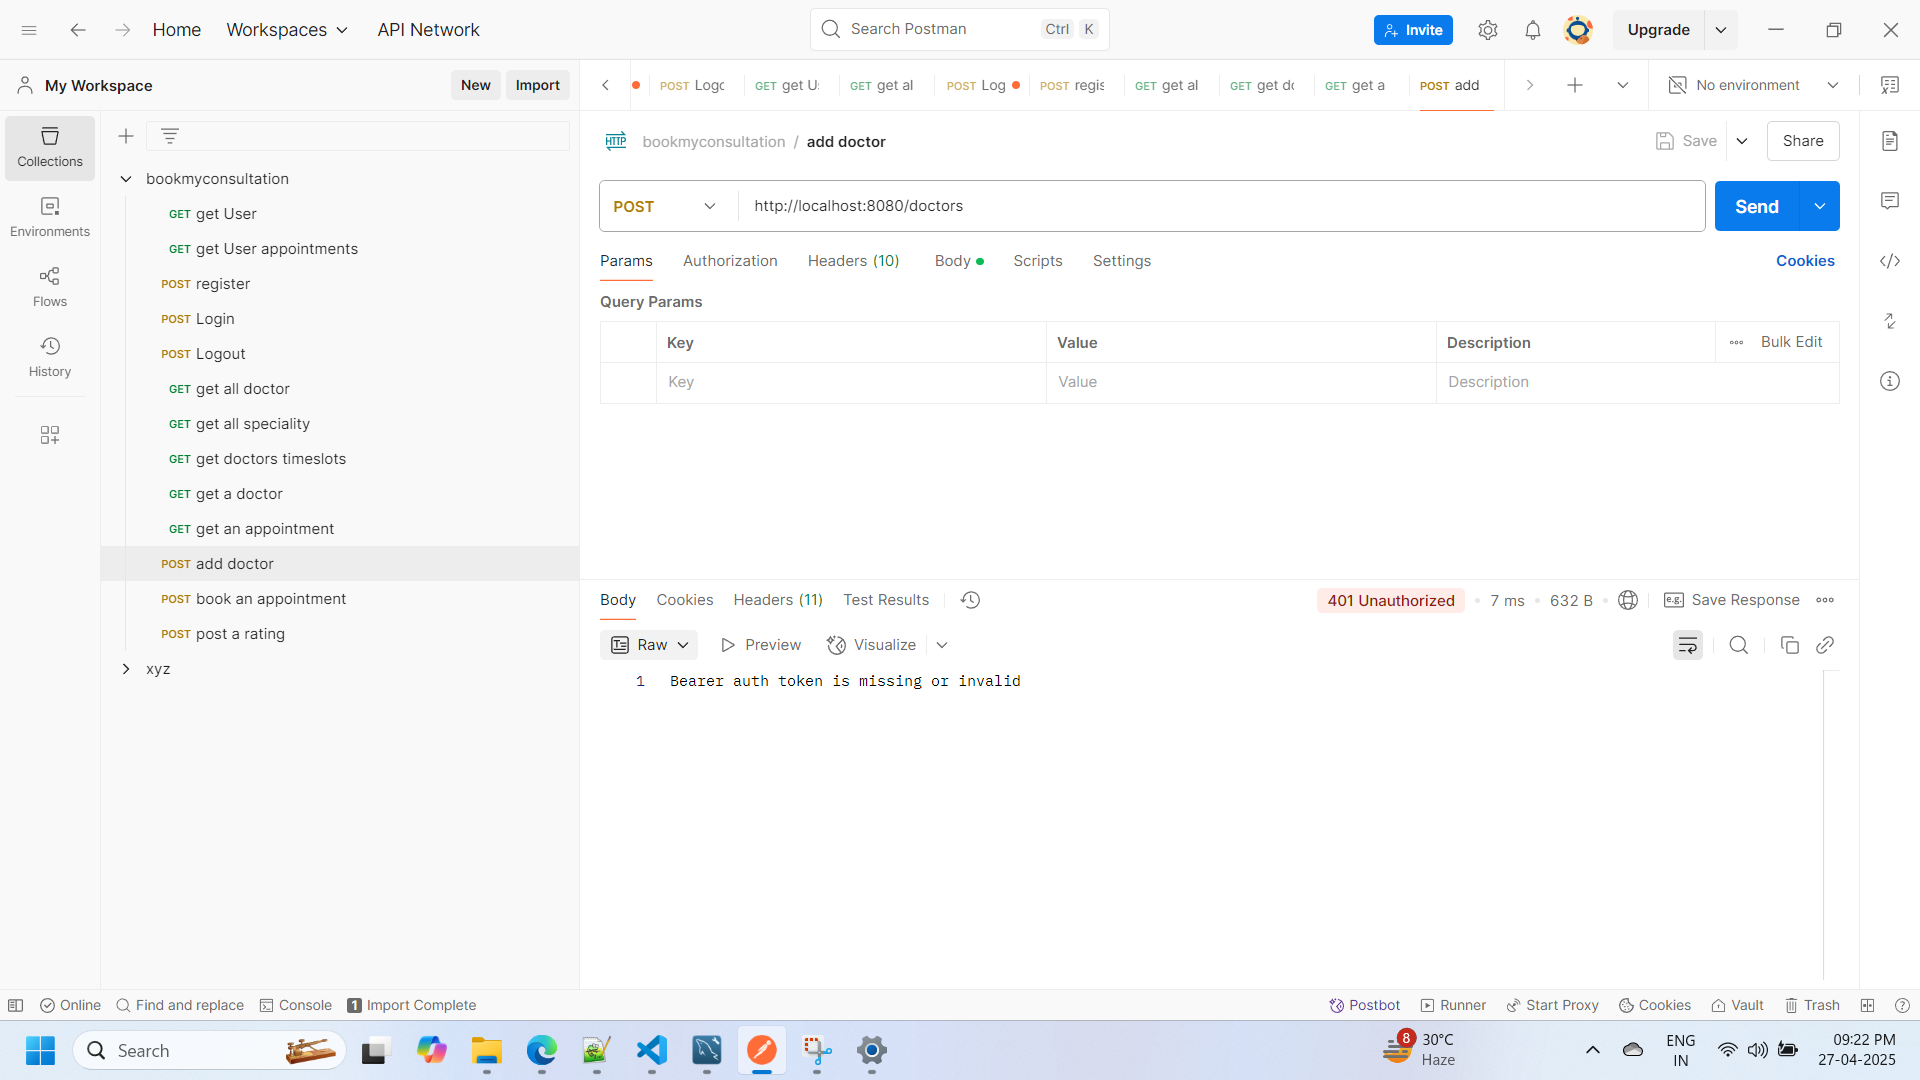 Home Workspaces API Network Search Postman Ctrl K Invite Upgrade
My Workspace New Import POST Logo GET get U: GET get al POST Log POST regis GET get al GET get do GET get a POST add No environment
Collections
bookmyconsultation / add doctor Save Share
bookmyconsultation
POST http://localhost:8080/doctors Send
GET get User
Environments
GET get User appointments
Params Authorization Headers (10) Body Scripts Settings Cookies
Flows
POST register
Query Params
POST Login
Key Value Description Bulk Edit
History
POST Logout
Key Value Description
GET get all doctor
GET get all speciality
GET get doctors timeslots
GET get a doctor
GET get an appointment
POST add doctor
POST book an appointment
Body Cookies Headers (11) Test Results 401 Unauthorized 7 ms 632 B e.g. Save Response
POST post a rating
Raw Preview Visualize
xyz
1 Bearer auth token is missing or invalid
Online Find and replace Console 1 Import Complete Postbot Runner Start Proxy Cookies Vault Trash
Search 8 30°C ENG 09:22 PM
Haze IN 27-04-2025